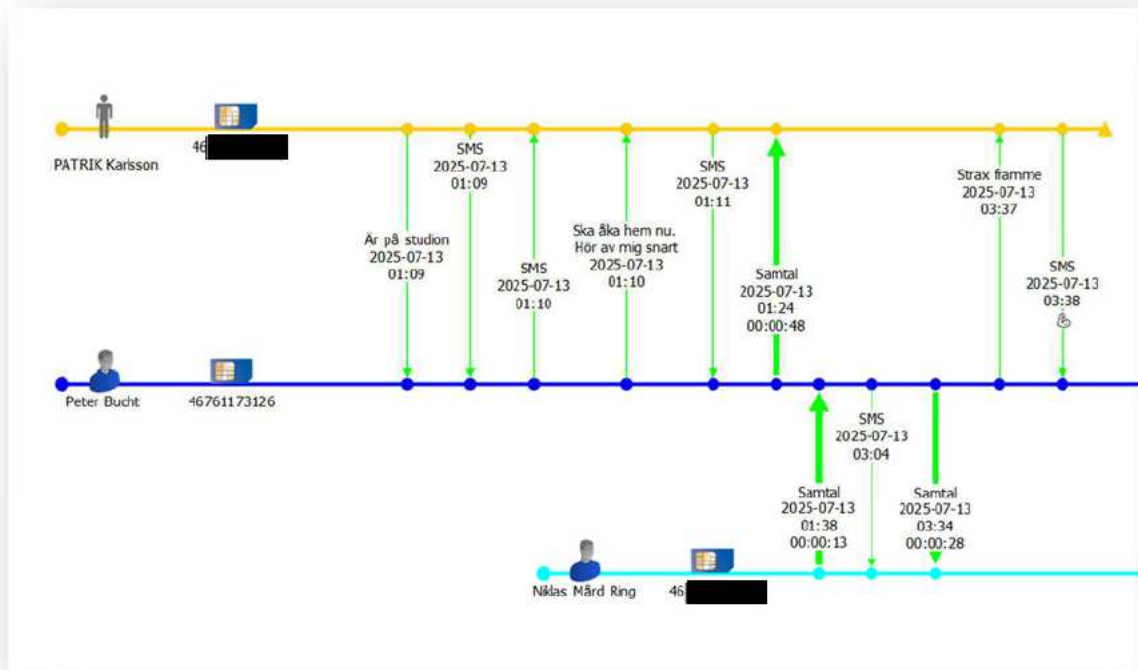 PATRIK Karlsson
46
Är på studion
2025-07-13
01:09
SMS
2025-07-13
01:09
SMS
2025-07-13
01:10
Ska åka hem nu.
Hör av mig snart
2025-07-13
01:10
SMS
2025-07-13
01:11
Samtal
2025-07-13
01:24
00:00:48
Strax framme
2025-07-13
03:37
SMS
2025-07-13
03:38
Peter Bucht
46761173126
Samtal
2025-07-13
01:38
00:00:13
SMS
2025-07-13
03:04
Samtal
2025-07-13
03:34
00:00:28
Niklas Mård Ring
46